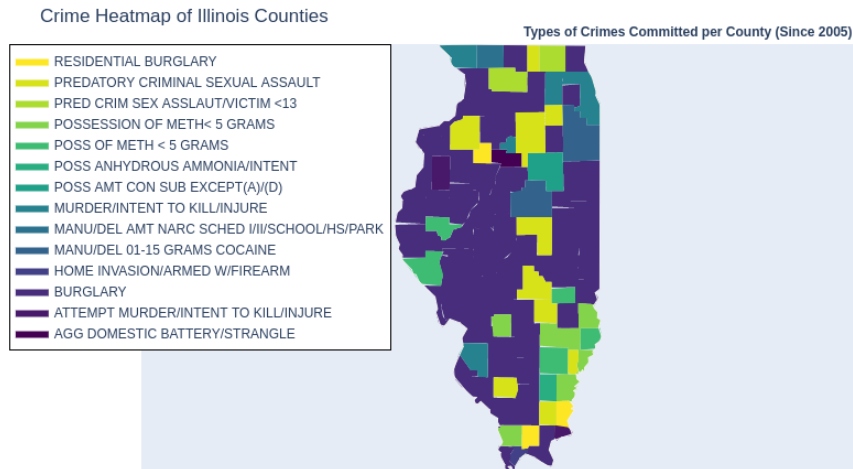 Crime Heatmap of Illinois Counties
Types of Crimes Committed per County (Since 2005)
RESIDENTIAL BURGLARY
PREDATORY CRIMINAL SEXUAL ASSAULT
PRED CRIM SEX ASSLAUT/VICTIM <13
POSSESSION OF METH< 5 GRAMS
POSS OF METH < 5 GRAMS
POSS ANHYDROUS AMMONIA/INTENT
POSS AMT CON SUB EXCEPT(A)/(D)
MURDER/INTENT TO KILL/INJURE
MANU/DEL AMT NARC SCHED I/II/SCHOOL/HS/PARK
MANU/DEL 01-15 GRAMS COCAINE
HOME INVASION/ARMED W/FIREARM
BURGLARY
ATTEMPT MURDER/INTENT TO KILL/INJURE
AGG DOMESTIC BATTERY/STRANGLE